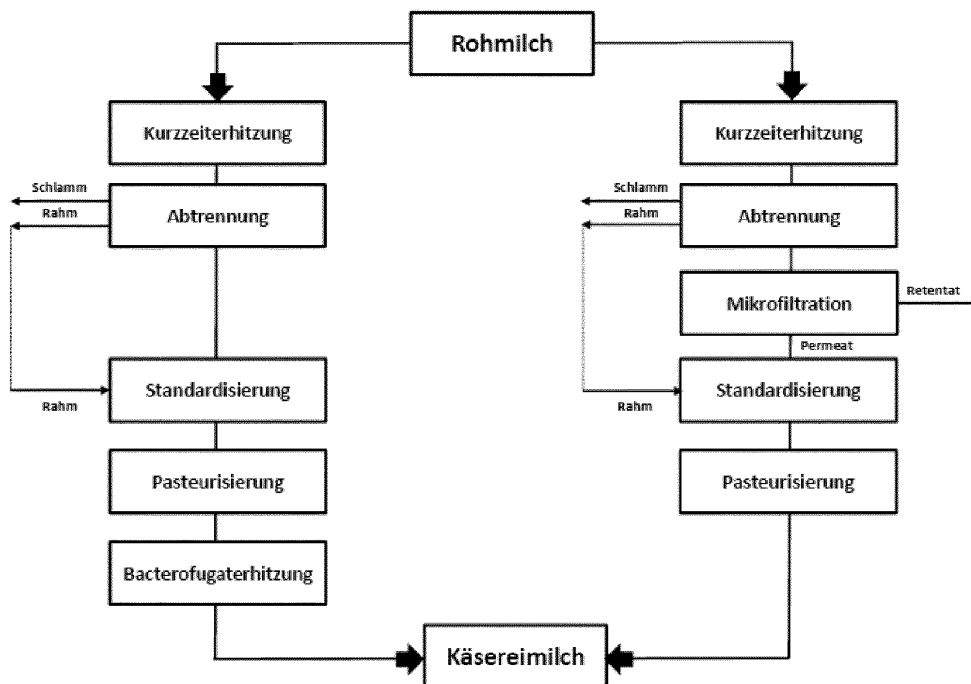 Rohmilch
Kurzzeiterhitzung
Schlamm
Rahm
Abtrennung
Rahm
Standardisierung
Pasteurisierung
Bacterofugaterhitzung
Kurzzeiterhitzung
Schlamm
Rahm
Abtrennung
Mikrofiltration
Retentat
Permeat
Rahm
Standardisierung
Pasteurisierung
Käsereimilch